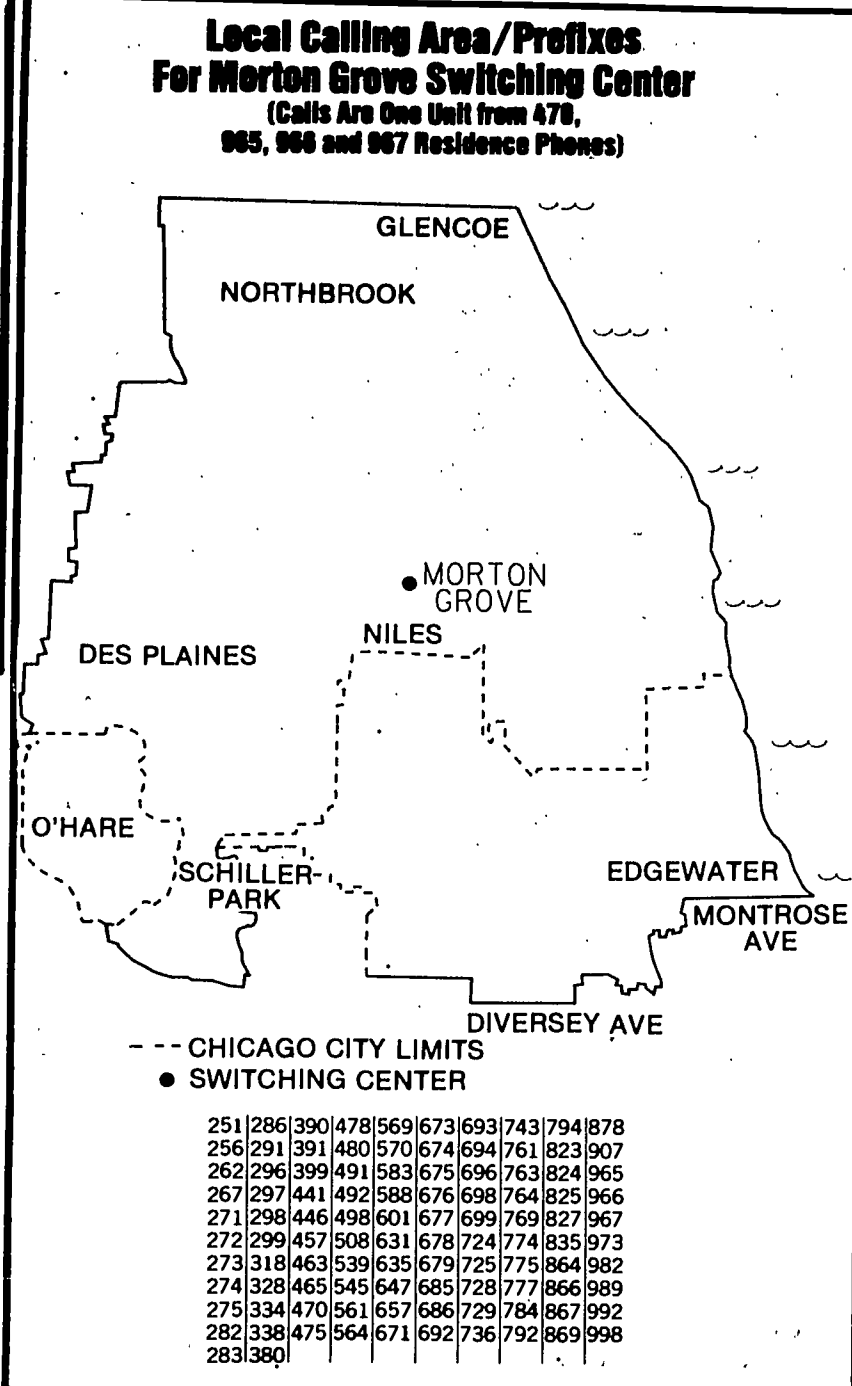 Local Calling Area/Prefixes
For Morton Grove Switching Center
(Calls Are One Unit from 470,
965, 966 and 967 Residence Phones)
GLENCOE
NORTHBROOK
MORTON
GROVE
NILES
DES PLAINES
O'HARE
SCHILLER
PARK
EDGEWATER
MONTROSE
AVE
DIVERSEY AVE
--- CHICAGO CITY LIMITS
● SWITCHING CENTER
251|286|390|478|569|673|693|743|794|878
256|291|391|480|570|674|694|761|823|907
262|296|399|491|583|675|696|763|824|965
267|297|441|492|588|676|698|764|825|966
271|298|446|498|601|677|699|769|827|967
272|299|457|508|631|678|724|774|835|973
273|318|463|539|635|679|725|775|864|982
274|328|465|545|647|685|728|777|866|989
275|334|470|561|657|686|729|784|867|992
282|338|475|564|671|692|736|792|869|998
283|380